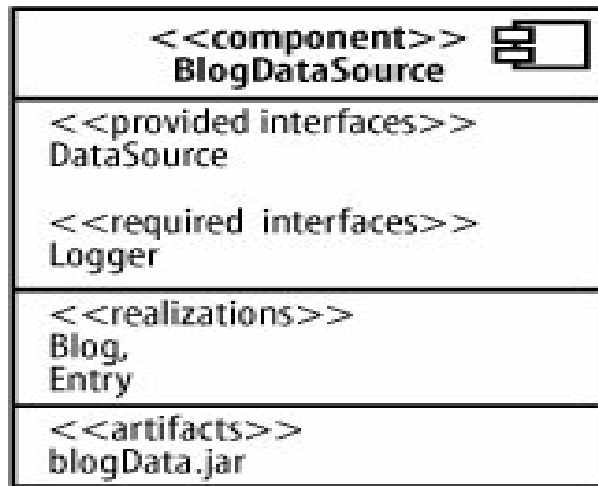 <<component>>
BlogDataSource
<<provided interfaces>>
DataSource
<<required interfaces>>
Logger
<<realizations>>
Blog,
Entry
<<artifacts>>
blogData.jar